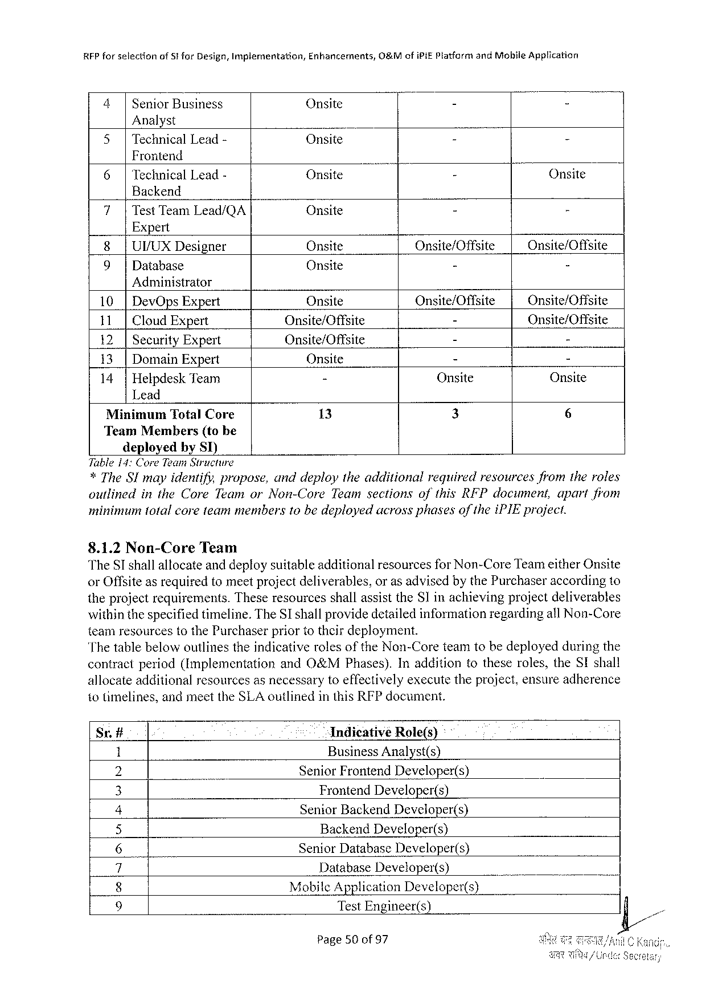 RFP for selection of SI for Design, Implementation, Enhancements, O&M of iPIE Platform and Mobile Application
4 Senior Business Onsite - -
Analyst
5 Technical Lead - Onsite - -
Frontend
6 Technical Lead - Onsite - Onsite
Backend
7 Test Team Lead/QA Onsite - -
Expert
8 UI/UX Designer Onsite Onsite/Offsite Onsite/Offsite
9 Database Onsite - -
Administrator
10 DevOps Expert Onsite Onsite/Offsite Onsite/Offsite
11 Cloud Expert Onsite/Offsite - Onsite/Offsite
12 Security Expert Onsite/Offsite - -
13 Domain Expert Onsite - -
14 Helpdesk Team - Onsite Onsite
Lead
Minimum Total Core 13 3 6
Team Members (to be
deployed by SI)
Table 14: Core Team Structure
* The SI may identify, propose, and deploy the additional required resources from the roles
outlined in the Core Team or Non-Core Team sections of this RFP document, apart from
minimum total core team members to be deployed across phases of the iPIE project.
8.1.2 Non-Core Team
The SI shall allocate and deploy suitable additional resources for Non-Core Team either Onsite
or Offsite as required to meet project deliverables, or as advised by the Purchaser according to
the project requirements. These resources shall assist the SI in achieving project deliverables
within the specified timeline. The SI shall provide detailed information regarding all Non-Core
team resources to the Purchaser prior to their deployment.
The table below outlines the indicative roles of the Non-Core team to be deployed during the
contract period (Implementation and O&M Phases). In addition to these roles, the SI shall
allocate additional resources as necessary to effectively execute the project, ensure adherence
to timelines, and meet the SLA outlined in this RFP document.
Sr. # Indicative Role(s)
1 Business Analyst(s)
2 Senior Frontend Developer(s)
3 Frontend Developer(s)
4 Senior Backend Developer(s)
5 Backend Developer(s)
6 Senior Database Developer(s)
7 Database Developer(s)
8 Mobile Application Developer(s)
9 Test Engineer(s)
Page 50 of 97
अनिल चन्द्र /Anil C
अवर सचिव/Under Secretary